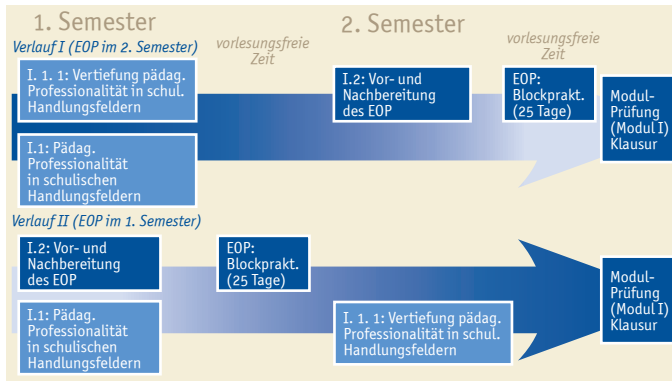 1. Semester
2. Semester
Verlauf I (EOP im 2. Semester)
vorlesungsfreie
Zeit
vorlesungsfreie
Zeit
I. 1. 1: Vertiefung pädag.
Professionalität in schul.
Handlungsfeldern
I.2: Vor- und
Nachbereitung
des EOP
EOP:
Blockprakt.
(25 Tage)
Modul-
Prüfung
(Modul I)
Klausur
I.1: Pädag.
Professionalität
in schulischen
Handlungsfeldern
Verlauf II (EOP im 1. Semester)
I.2: Vor- und
Nachbereitung
des EOP
EOP:
Blockprakt.
(25 Tage)
Modul-
Prüfung
(Modul I)
Klausur
I.1: Pädag.
Professionalität
in schulischen
Handlungsfeldern
I. 1. 1: Vertiefung pädag.
Professionalität in schul.
Handlungsfeldern